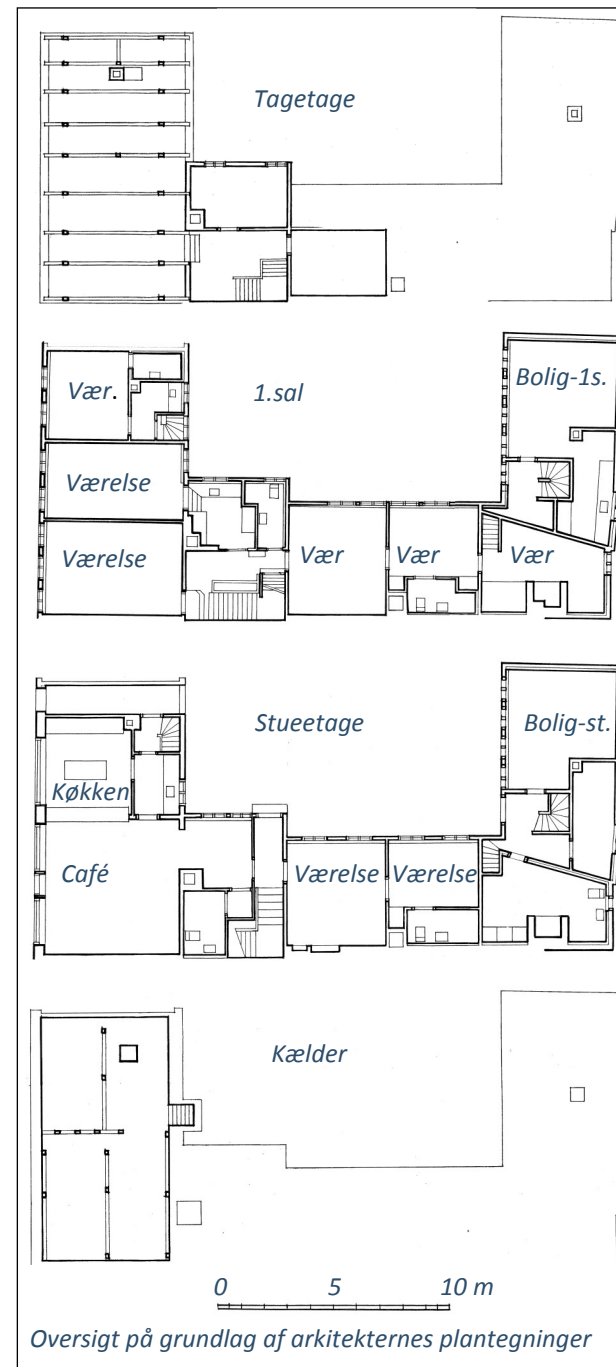 Tagetage
Vær.
1.sal
Bolig-1s.
Værelse
Værelse
Vær
Vær
Vær
Stueetage
Bolig-st.
Køkken
Café
Værelse
Værelse
Kælder
0 5 10 m
Oversigt på grundlag af arkitekternes plantegninger